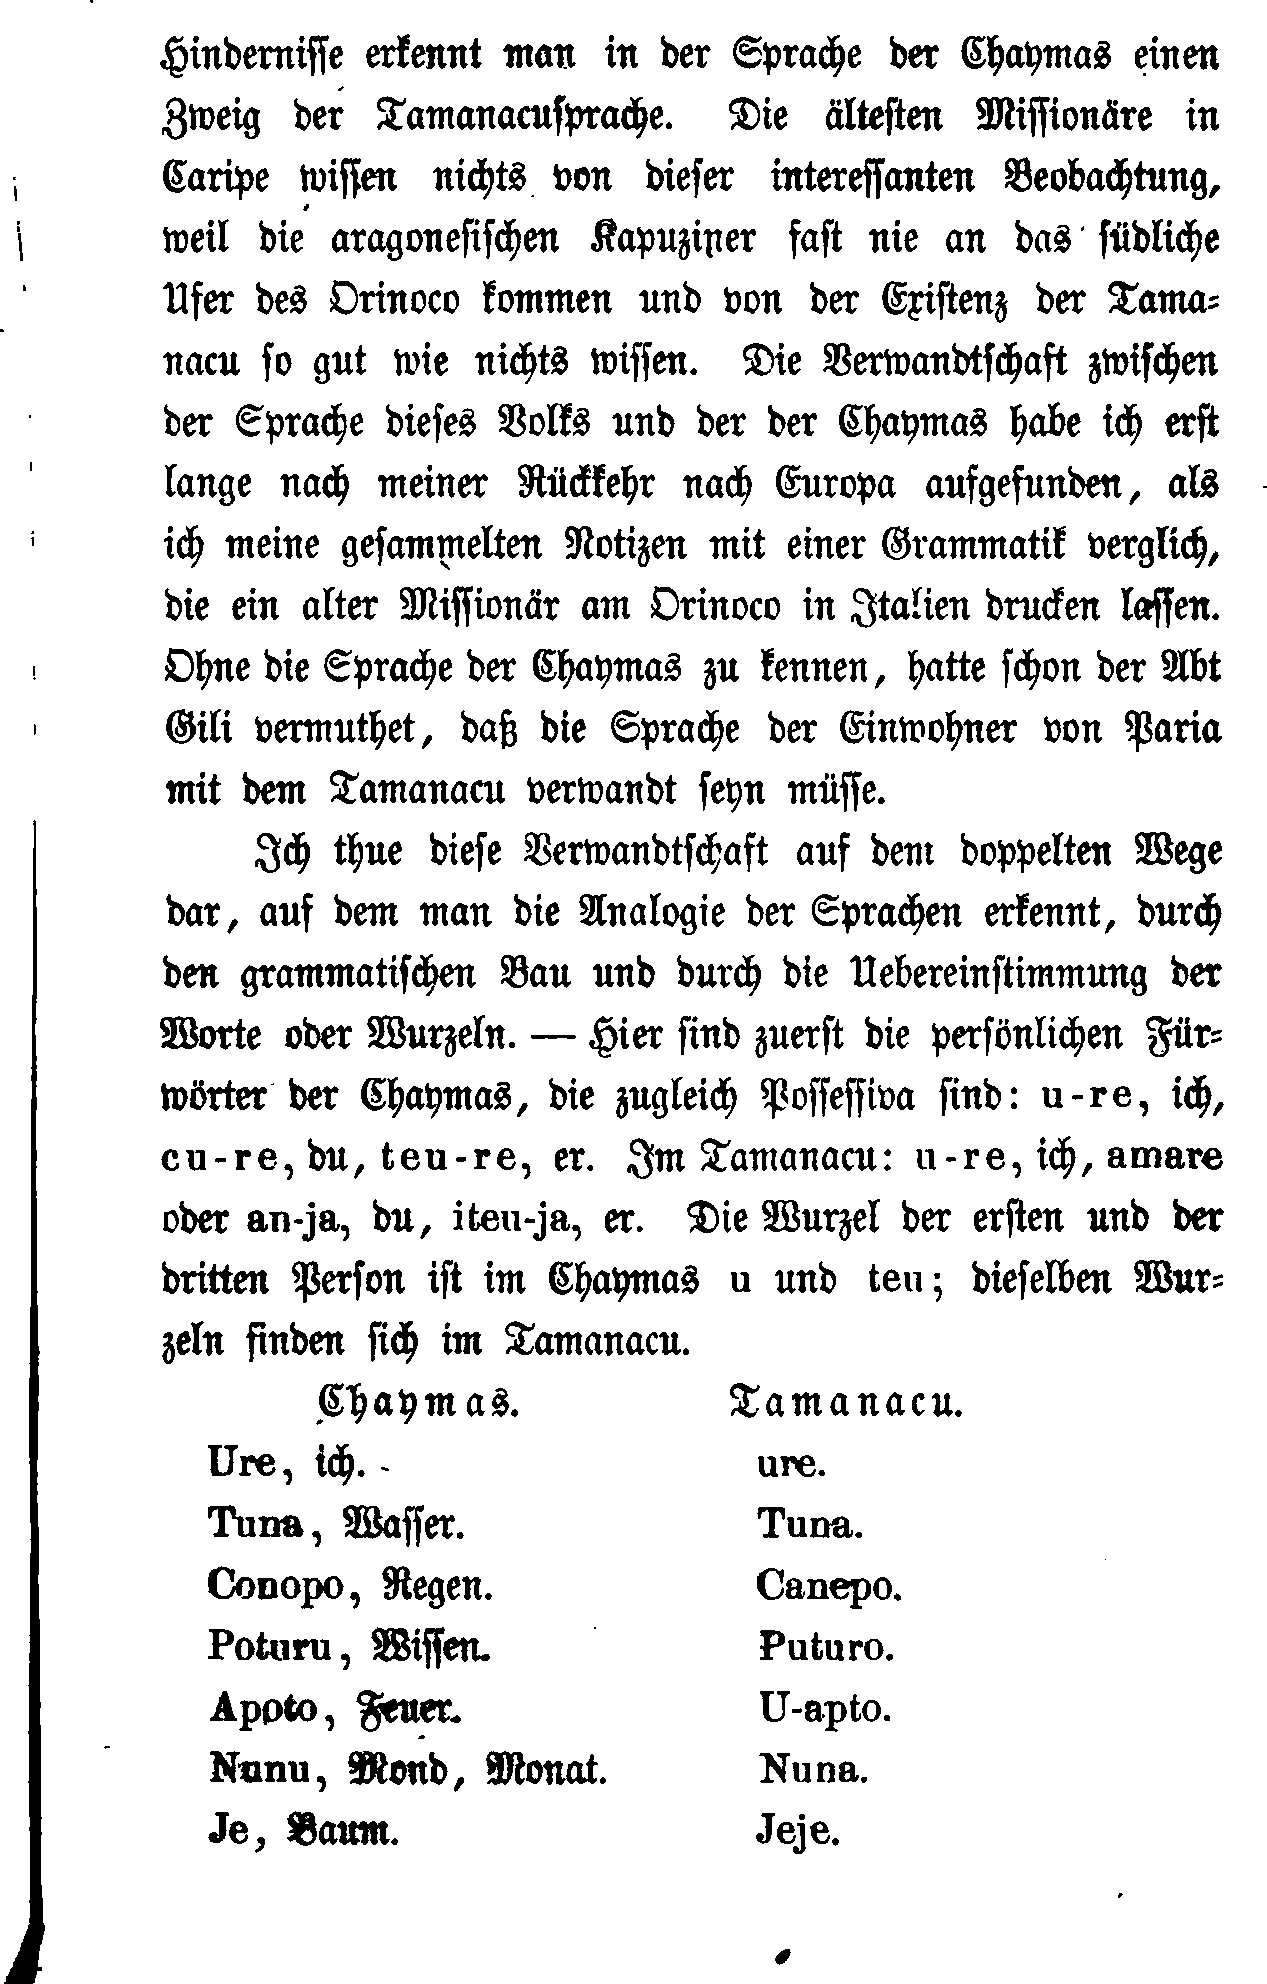 Hinderniſſe erkennt man in der Sprache der Chaymas einen
Zweig der Tamanacuſprache. Die älteſten Miſſionäre in
Caripe wiſſen nichts von dieſer intereſſanten Beobachtung,
weil die aragoneſiſchen Kapuziner faſt nie an das ſüdliche
Ufer des Orinoco kommen und von der Exiſtenz der Tama-
nacu ſo gut wie nichts wiſſen. Die Verwandtſchaft zwiſchen
der Sprache dieſes Volks und der der Chaymas habe ich erſt
lange nach meiner Rückkehr nach Europa aufgefunden, als
ich meine geſammelten Notizen mit einer Grammatik verglich,
die ein alter Miſſionär am Orinoco in Italien drucken laſſen.
Ohne die Sprache der Chaymas zu kennen, hatte ſchon der Abt
Gili vermuthet, daß die Sprache der Einwohner von Paria
mit dem Tamanacu verwandt ſeyn müſſe.
Ich thue dieſe Verwandtſchaft auf dem doppelten Wege
dar, auf dem man die Analogie der Sprachen erkennt, durch
den grammatiſchen Bau und durch die Uebereinſtimmung der
Worte oder Wurzeln. — Hier ſind zuerſt die perſönlichen Für-
wörter der Chaymas, die zugleich Poſſeſſiva ſind: u-re, ich,
cu-re, du, teu-re, er. Im Tamanacu: u-re, ich, amare
oder an-ja, du, iteu-ja, er. Die Wurzel der erſten und der
dritten Perſon iſt im Chaymas u und teu; dieſelben Wur-
zeln finden ſich im Tamanacu.
Chaymas. Tamanacu.
Ure, ich. ure.
Tuna, Waſſer. Tuna.
Conopo, Regen. Canepo.
Poturu, Wiſſen. Puturo.
Apoto, Feuer. U-apto.
Nunu, Mond, Monat. Nuna.
Je, Baum. Jeje.